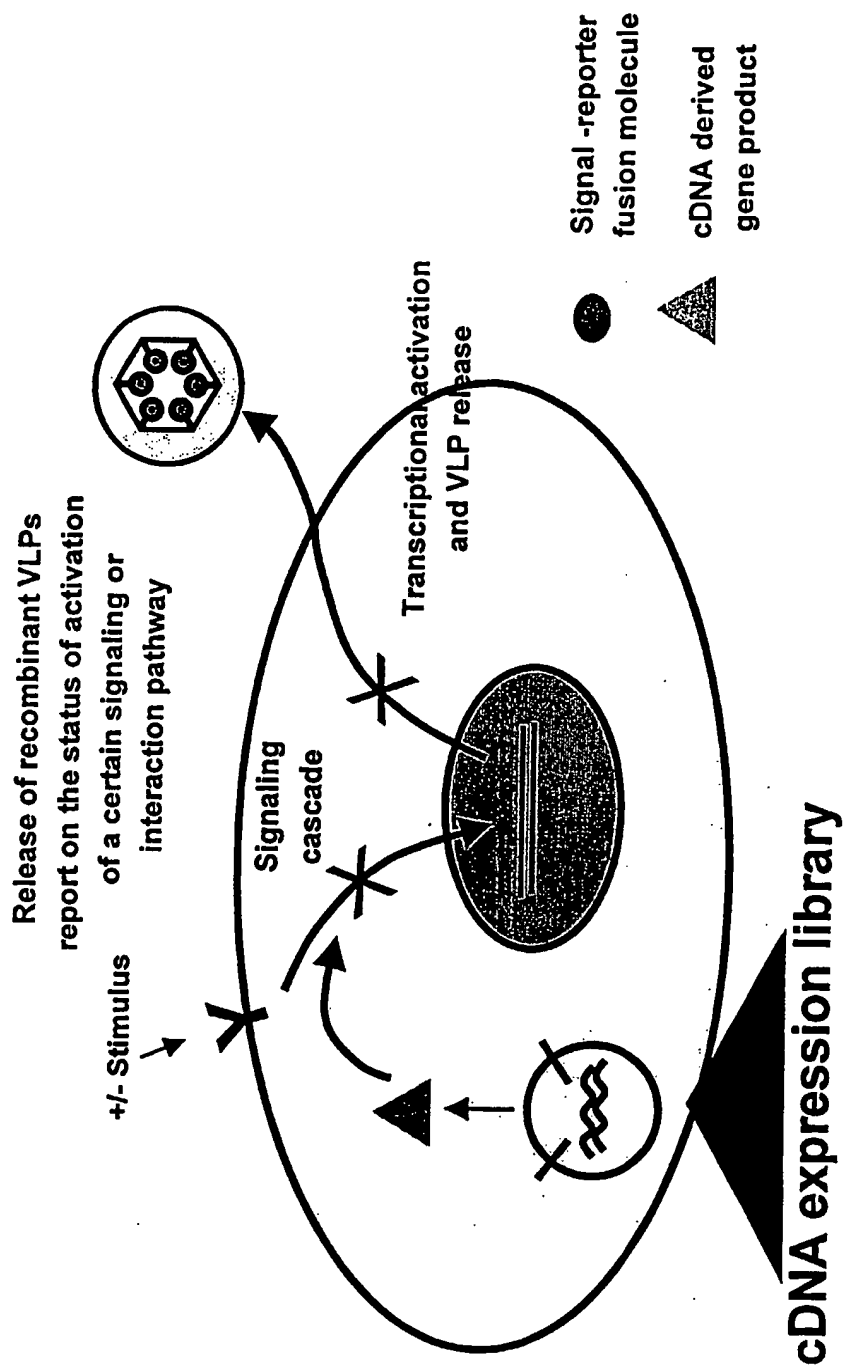 Release of recombinant VLPs
report on the status of activation
of a certain signaling or
interaction pathway
+/- Stimulus
Signaling
cascade
Transcriptional activation
and VLP release
Signal -reporter
fusion molecule
cDNA derived
gene product
cDNA expression library